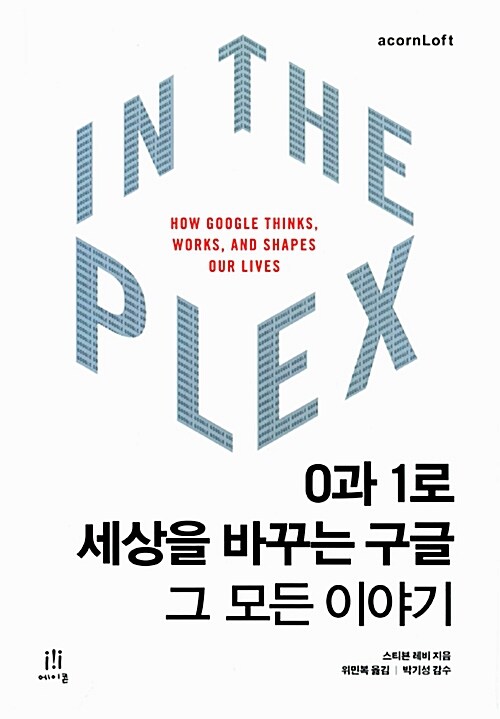 acornLoft
IN THE
PLEX
HOW GOOGLE THINKS,
WORKS, AND SHAPES
OUR LIVES
0과 1로
세상을 바꾸는 구글
그 모든 이야기
스티븐 레비 지음
위민복 옮김 | 박기성 감수
에이콘